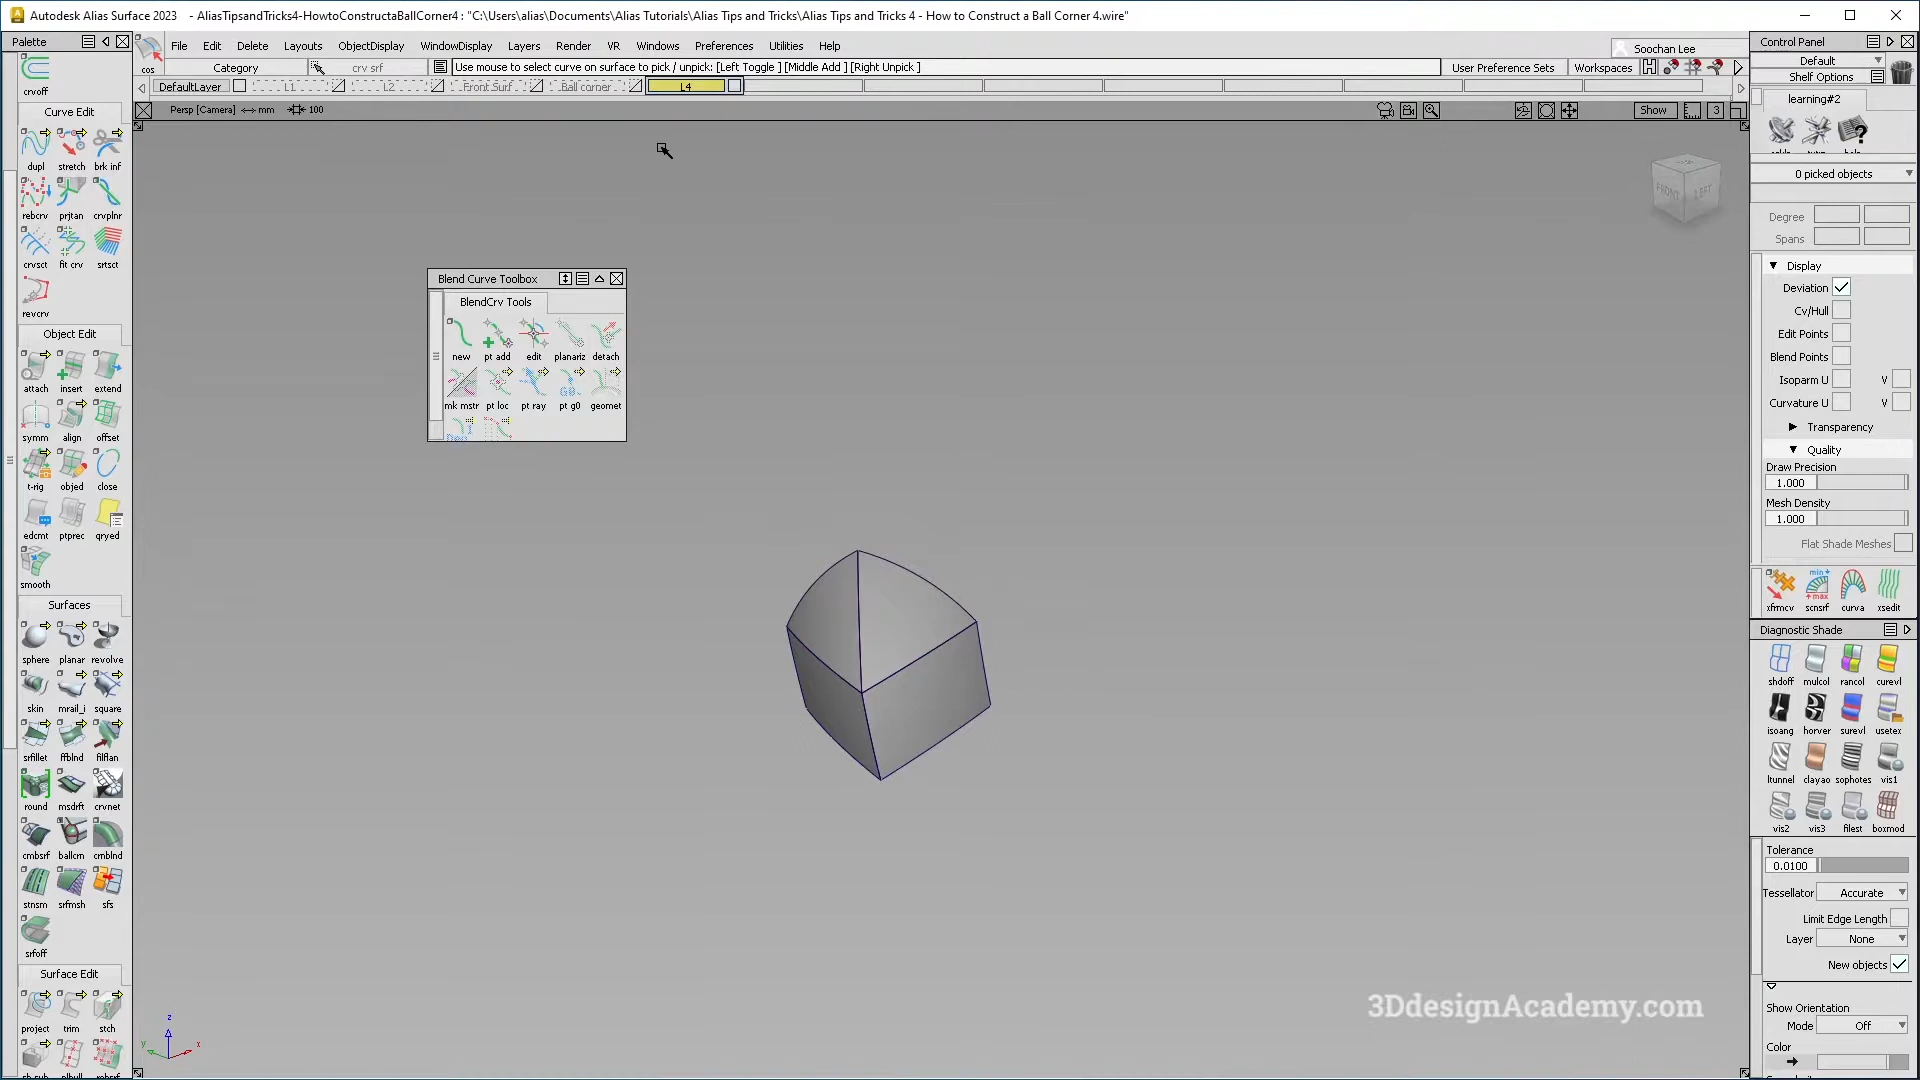 Autodesk Alias Surface 2023 - AliasTipsandTricks4-HowtoConstructaBallCorner4 : "C:\Users\alias\Documents\Alias Tutorials\Alias Tips and Tricks\Alias Tips and Tricks 4 - How to Construct a Ball Corner 4.wire"
Palette
File Edit Delete Layouts ObjectDisplay WindowDisplay Layers Render VR Windows Preferences Utilities Help
Soochan Lee
Control Panel
cos
Category
crv srf
Use mouse to select curve on surface to pick / unpick: [Left Toggle ] [Middle Add ] [Right Unpick ]
User Preference Sets
Workspaces
Default
Shelf Options
DefaultLayer L1 L2 Front Surf Ball corner L4
Persp [Camera] mm 100
Show
3
learning#2
crvoff
Curve Edit
dupl stretch brk inf
rebcrv prjtan crvplnr
crvsct fit crv srtsct
revcrv
Object Edit
attach insert extend
symm align offset
t-rig objed close
edcmt ptprec qryed
smooth
Surfaces
sphere planar revolve
skin mrail_i square
srfillet ffblnd filflan
round msdrft crvnet
cmbsrf ballcrn crnblnd
stnsrn srfmsh sfs
srfoff
Surface Edit
project trim stch
Blend Curve Toolbox
BlendCrv Tools
new pt add edit planariz detach
mk mstr pt loc pt ray pt g0 geomet
FRONT
LEFT
z
y
x
3DdesignAcademy.com
0 picked objects
Degree
Spans
Display
Deviation
Cv/Hull
Edit Points
Blend Points
Isoparm U V
Curvature U V
Transparency
Quality
Draw Precision
1.000
Mesh Density
1.000
Flat Shade Meshes
xfrmcv scnsrf curva xsedit
Diagnostic Shade
shdoff mulcol rancol curevl
isoang horver surevl usetex
ltunnel clayao sophotes vis1
vis2 vis3 filest boxmod
Tolerance
0.0100
Tessellator Accurate
Limit Edge Length
Layer None
New objects
Show Orientation
Mode Off
Color